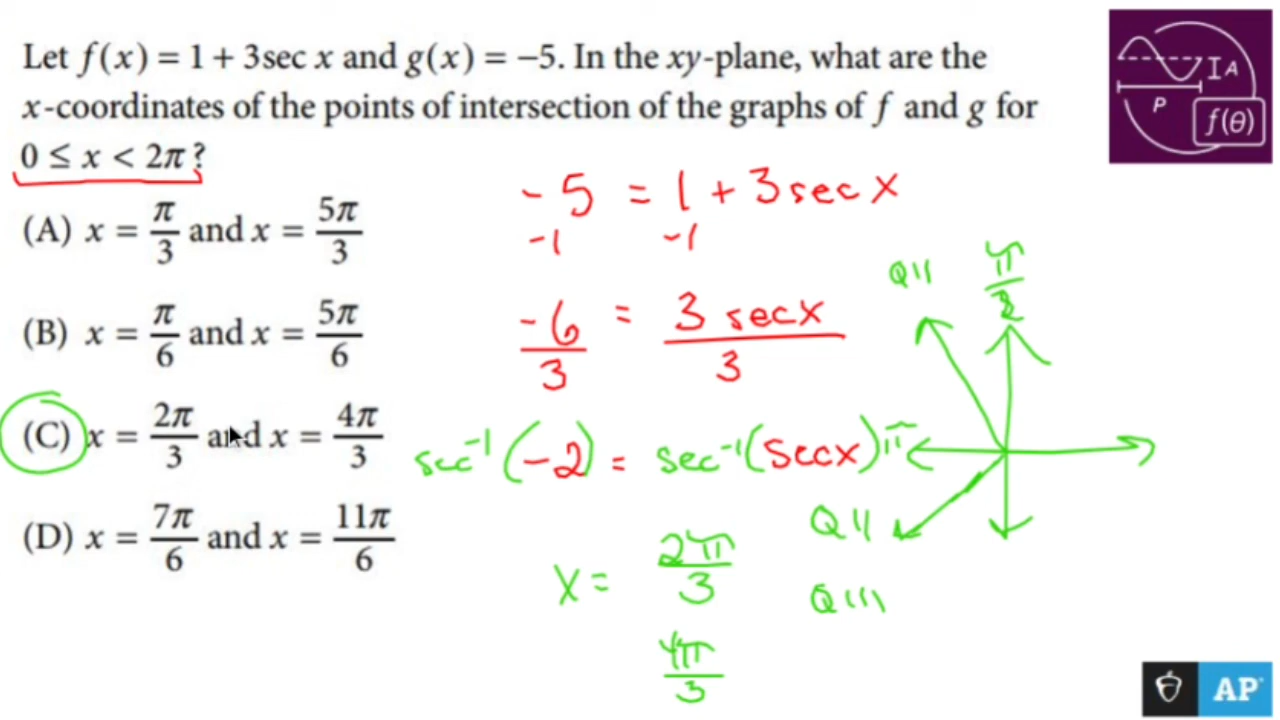 Let f(x) = 1 + 3sec x and g(x) = −5. In the xy-plane, what are the
x-coordinates of the points of intersection of the graphs of f and g for
0 ≤ x < 2π?
(A) x = π/3 and x = 5π/3
(B) x = π/6 and x = 5π/6
(C) x = 2π/3 and x = 4π/3
(D) x = 7π/6 and x = 11π/6
-5 = 1 + 3secx
-1 -1
-6/3 = 3 secx/3
sec⁻¹(-2) = sec⁻¹(secx)
x = 2π/3
4π/3
QII
π/2
π
QII
QIII
A
P
f(θ)
AP